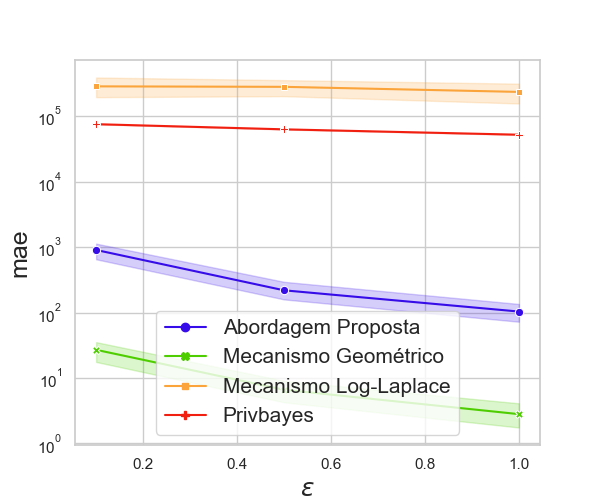 10^5
10^4
10^3
10^2
10^1
10^0
mae
Abordagem Proposta
Mecanismo Geométrico
Mecanismo Log-Laplace
Privbayes
0.2 0.4 0.6 0.8 1.0
ε